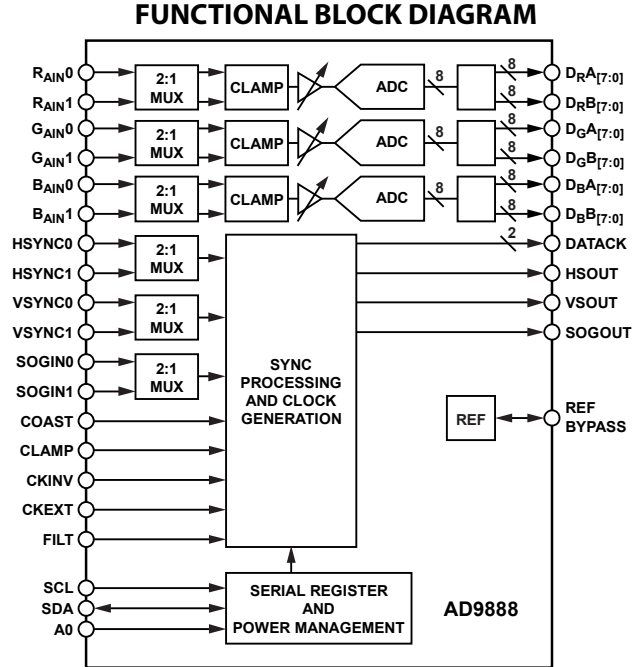 FUNCTIONAL BLOCK DIAGRAM
RAIN0
RAIN1
2:1
MUX
CLAMP
ADC
8
8
8
DRA[7:0]
DRB[7:0]
GAIN0
GAIN1
2:1
MUX
CLAMP
ADC
8
8
8
DGA[7:0]
DGB[7:0]
BAIN0
BAIN1
2:1
MUX
CLAMP
ADC
8
8
8
DBA[7:0]
DBB[7:0]
HSYNC0
HSYNC1
2:1
MUX
VSYNC0
VSYNC1
2:1
MUX
SOGIN0
SOGIN1
2:1
MUX
COAST
CLAMP
CKINV
CKEXT
FILT
SYNC
PROCESSING
AND CLOCK
GENERATION
2
DATACK
HSOUT
VSOUT
SOGOUT
REF
REF
BYPASS
SCL
SDA
A0
SERIAL REGISTER
AND
POWER MANAGEMENT
AD9888